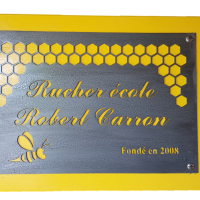 Rucher école
Robert Carron
Fondé en 2008